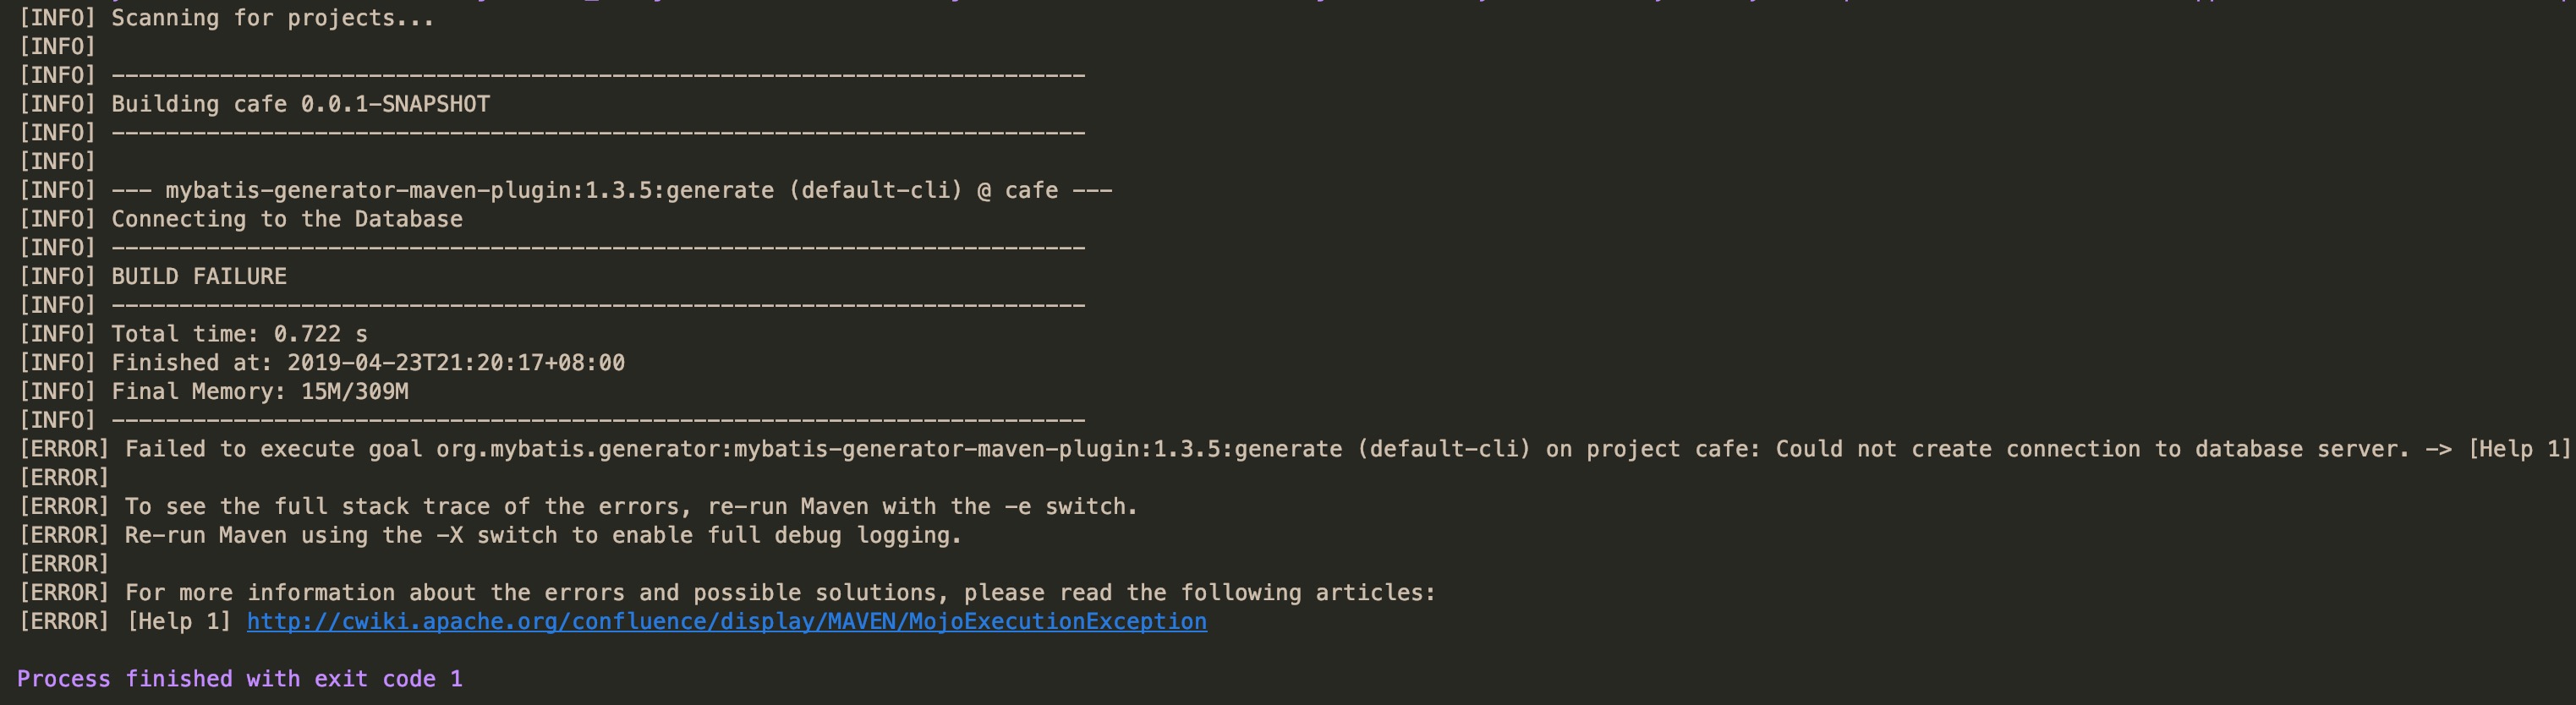 [INFO] Scanning for projects...
[INFO]
[INFO] ------------------------------------------------------------------------
[INFO] Building cafe 0.0.1-SNAPSHOT
[INFO] ------------------------------------------------------------------------
[INFO]
[INFO] --- mybatis-generator-maven-plugin:1.3.5:generate (default-cli) @ cafe ---
[INFO] Connecting to the Database
[INFO] ------------------------------------------------------------------------
[INFO] BUILD FAILURE
[INFO] ------------------------------------------------------------------------
[INFO] Total time: 0.722 s
[INFO] Finished at: 2019-04-23T21:20:17+08:00
[INFO] Final Memory: 15M/309M
[INFO] ------------------------------------------------------------------------
[ERROR] Failed to execute goal org.mybatis.generator:mybatis-generator-maven-plugin:1.3.5:generate (default-cli) on project cafe: Could not create connection to database server. -> [Help 1]
[ERROR]
[ERROR] To see the full stack trace of the errors, re-run Maven with the -e switch.
[ERROR] Re-run Maven using the -X switch to enable full debug logging.
[ERROR]
[ERROR] For more information about the errors and possible solutions, please read the following articles:
[ERROR] [Help 1] http://cwiki.apache.org/confluence/display/MAVEN/MojoExecutionException
Process finished with exit code 1